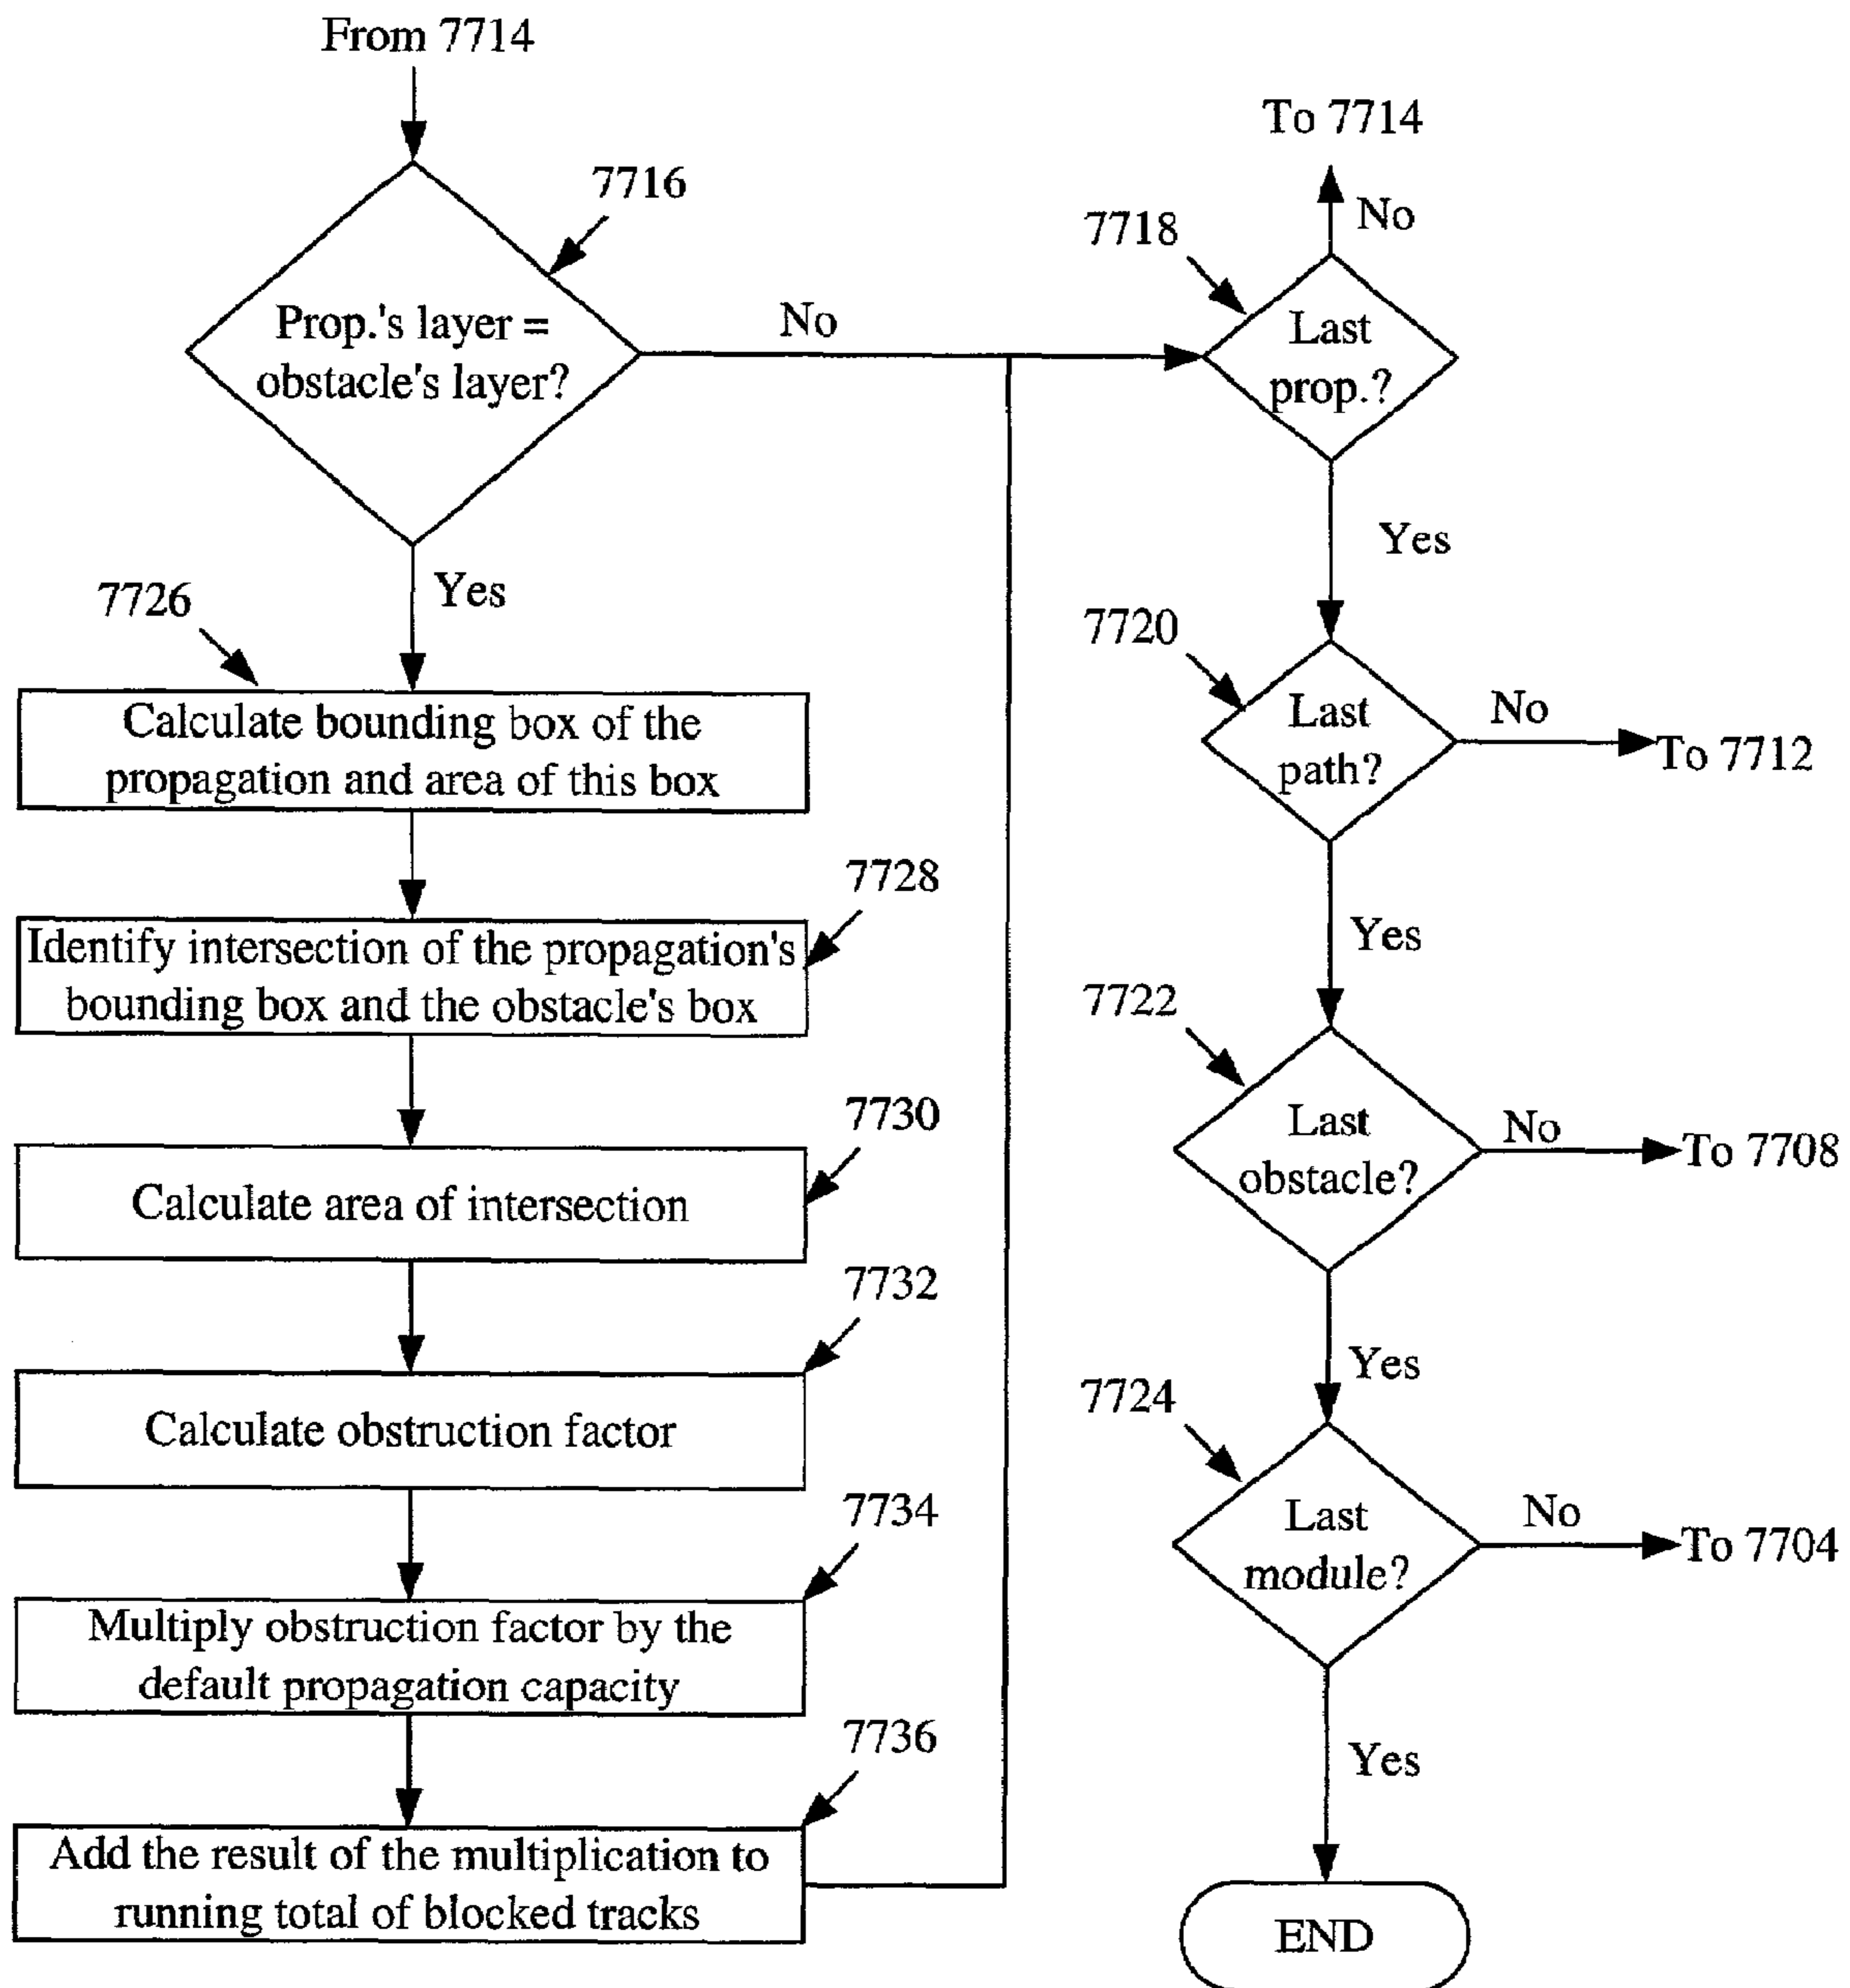 From 7714
7716
Prop.'s layer =
obstacle's layer?
No
Yes
7726
Calculate bounding box of the
propagation and area of this box
7728
Identify intersection of the propagation's
bounding box and the obstacle's box
7730
Calculate area of intersection
7732
Calculate obstruction factor
7734
Multiply obstruction factor by the
default propagation capacity
7736
Add the result of the multiplication to
running total of blocked tracks
To 7714
No
7718
Last
prop.?
Yes
7720
Last
path?
No
To 7712
Yes
7722
Last
obstacle?
No
To 7708
Yes
7724
Last
module?
No
To 7704
Yes
END